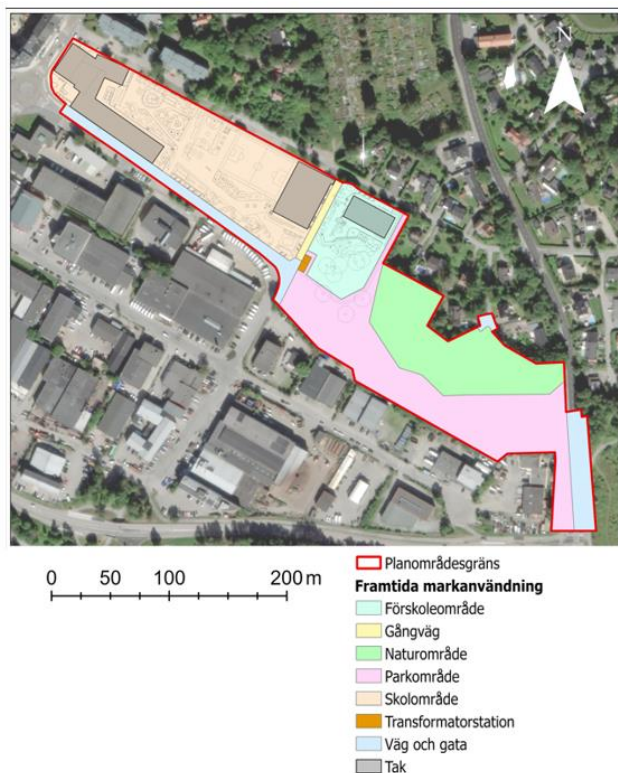 N
0 50 100 200 m
Planområdesgräns
Framtida markanvändning
Förskoleområde
Gångväg
Naturområde
Parkområde
Skolområde
Transformatorstation
Väg och gata
Tak